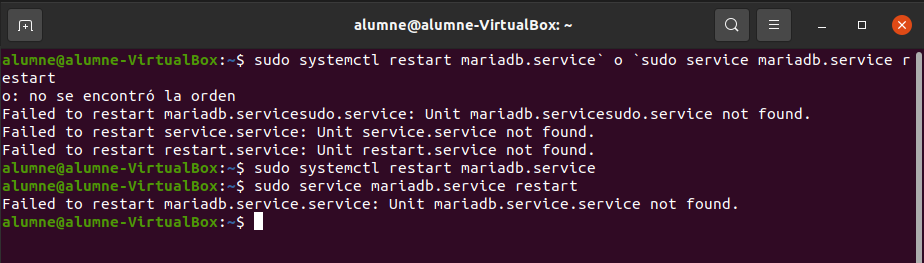 alumne@alumne-VirtualBox: ~
alumne@alumne-VirtualBox:~$ sudo systemctl restart mariadb.service` o `sudo service mariadb.service r
estart
o: no se encontró la orden
Failed to restart mariadb.servicesudo.service: Unit mariadb.servicesudo.service not found.
Failed to restart service.service: Unit service.service not found.
Failed to restart restart.service: Unit restart.service not found.
alumne@alumne-VirtualBox:~$ sudo systemctl restart mariadb.service
alumne@alumne-VirtualBox:~$ sudo service mariadb.service restart
Failed to restart mariadb.service.service: Unit mariadb.service.service not found.
alumne@alumne-VirtualBox:~$